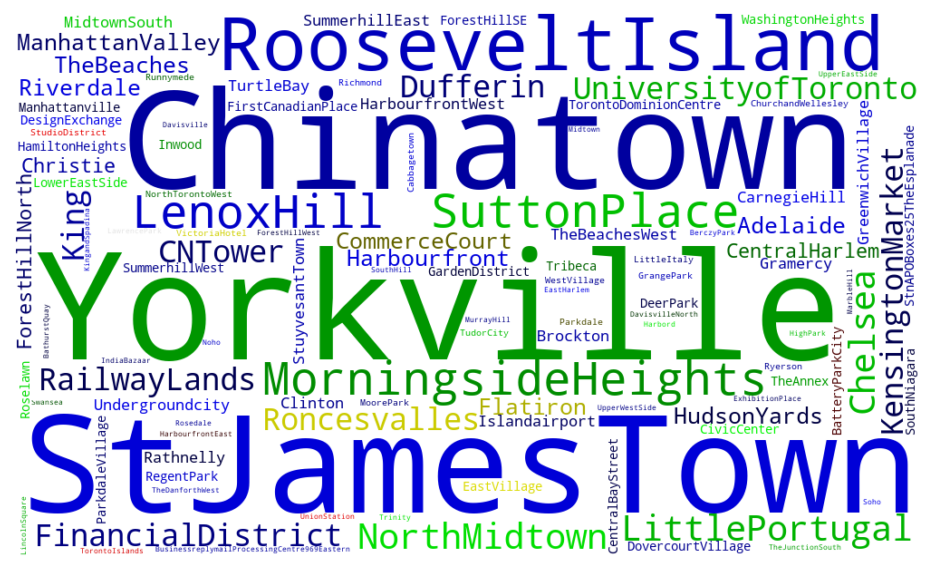 MidtownSouth
SummerhillEast
ForestHillSE
WashingtonHeights
ManhattanValley
RooseveltIsland
TheBeaches
Runnymede
UpperEastSide
Riverdale
TurtleBay
Richmond
Dufferin
UniversityofToronto
Manhattanville
FirstCanadianPlace
HarbourfrontWest
TorontoDominionCentre
ChurchandWellesley
DesignExchange
Chinatown
Davisville
Midtown
StudioDistrict
HamiltonHeights
Inwood
Cabbagetown
GreenwichVillage
StnAPOBoxes25TheEsplanade
Christie
LowerEastSide
NorthTorontoWest
CarnegieHill
KensingtonMarket
ForestHillNorth
King
KingandSpadina
LenoxHill
SuttonPlace
Adelaide
VictoriaHotel
ForestHillWest
BerczyPark
CNTower
CommerceCourt
TheBeachesWest
CentralHarlem
SummerhillWest
Harbourfront
GardenDistrict
Tribeca
LittleItaly
GrangePark
Gramercy
StuyvesantTown
SouthHill
WestVillage
EastHarlem
MarbleHill
Chelsea
Yorkville
DeerPark
DavisvilleNorth
BathurstQuay
MurrayHill
Parkdale
Harbord
TudorCity
Brockton
HighPark
Noho
IndiaBazaar
BatteryParkCity
SouthNiagara
Roselawn
RailwayLands
MorningsideHeights
Ryerson
TheAnnex
Swansea
Undergroundcity
Clinton
MoorePark
Flatiron
UpperWestSide
ExhibitionPlace
Roncesvalles
Islandairport
HudsonYards
CivicCenter
StJamesTown
Rosedale
HarbourfrontEast
ParkdaleVillage
Rathnelly
RegentPark
TheDanforthWest
EastVillage
CentralBayStreet
Soho
LincolnSquare
UnionStation
Trinity
FinancialDistrict
NorthMidtown
LittlePortugal
TorontoIslands
BusinessreplymailProcessingCentre969Eastern
DovercourtVillage
TheJunctionSouth